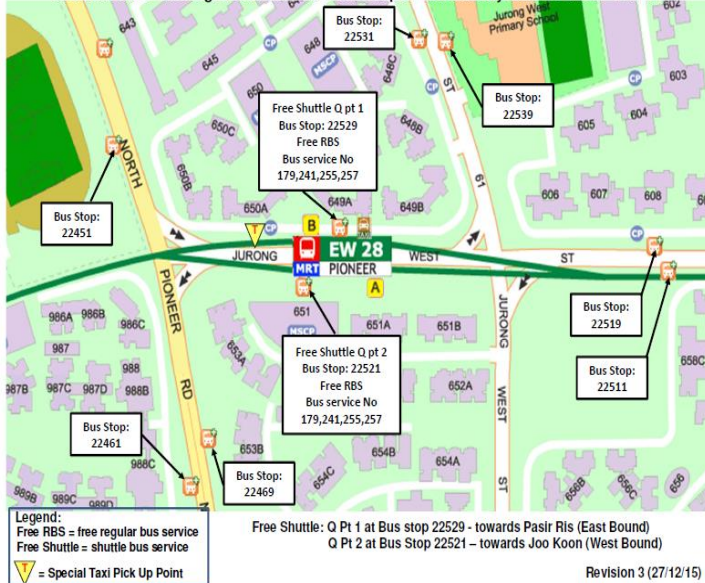 643
645
648
MSCP
648C
CP
Bus Stop:
22531
Jurong West
Primary School
ST
CP
Bus Stop:
22539
CP
603
604
605
650
650C
Free Shuttle Q pt 1
Bus Stop: 22529
Free RBS
Bus service No
179,241,255,257
648B
61
606
607
608
NORTH
650B
650A
649A
649B
Bus Stop:
22451
T
CP
B
CP
JURONG
EW 28
WEST
ST
MRT
PIONEER
A
PIONEER
RD
JURONG
WEST
ST
Bus Stop:
22519
Bus Stop:
22511
986A
986B
986C
987
988
987B
987C
987D
988B
651
MSCP
651A
651B
653A
Free Shuttle Q pt 2
Bus Stop: 22521
Free RBS
Bus service No
179,241,255,257
652A
658C
Bus Stop:
22461
988C
653B
654B
654A
654C
Bus Stop:
22469
989B
989C
989D
656B
656C
656
Legend:
Free RBS = free regular bus service
Free Shuttle = shuttle bus service
T = Special Taxi Pick Up Point
Free Shuttle: Q Pt 1 at Bus stop 22529 - towards Pasir Ris (East Bound)
Q Pt 2 at Bus Stop 22521 – towards Joo Koon (West Bound)
Revision 3 (27/12/15)